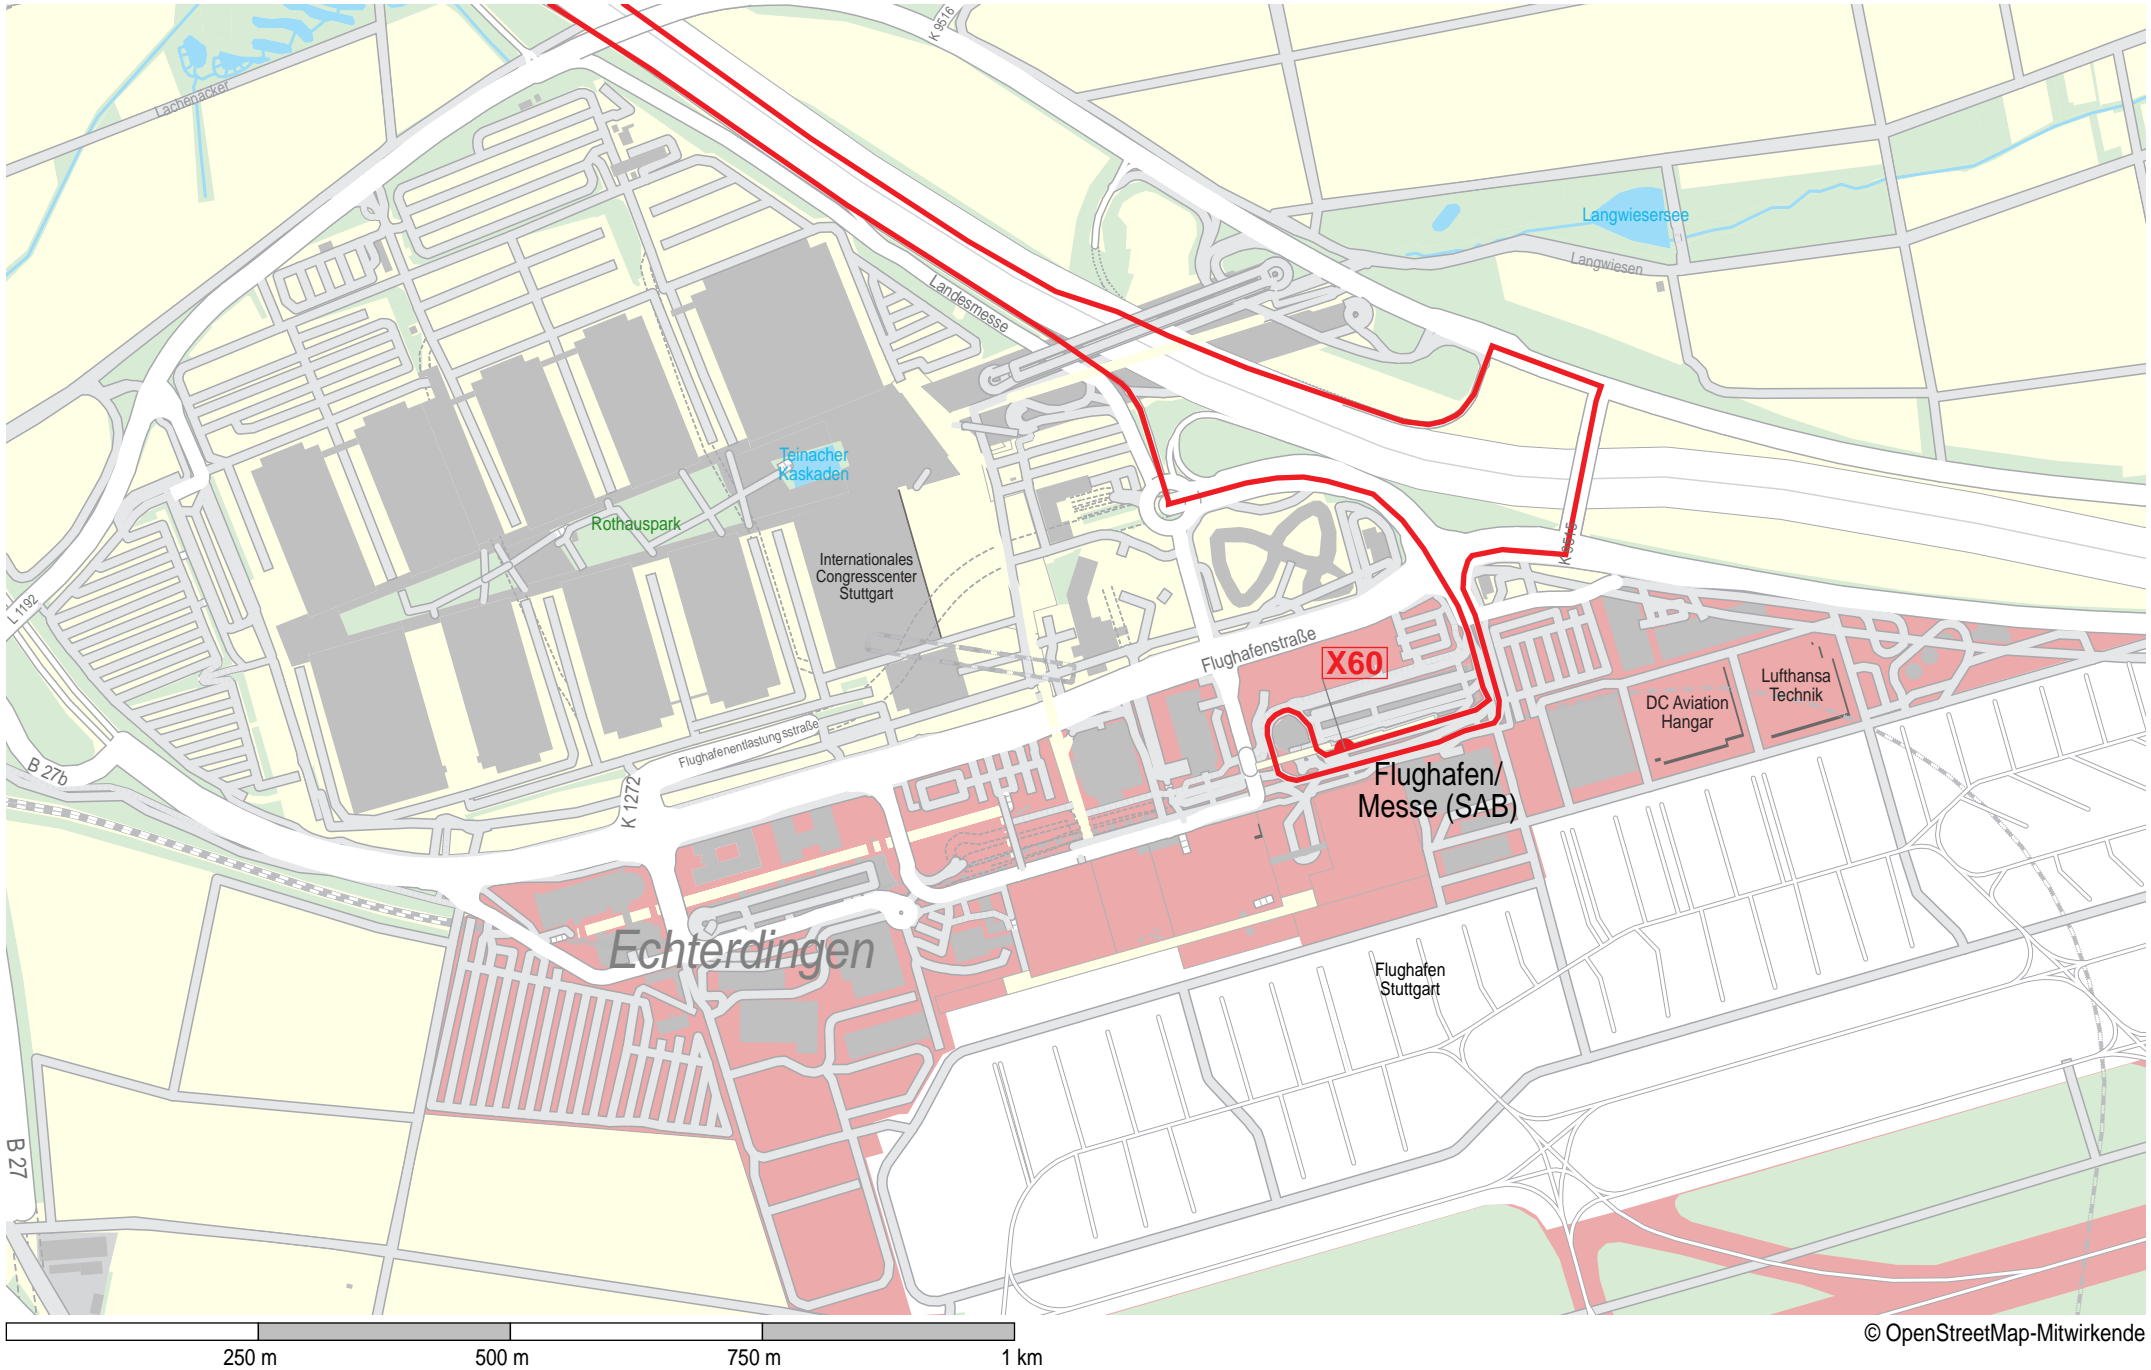 K 9516
Lachenäcker
Langwiesersee
Langwiesen
Landesmesse
Teinacher
Kaskaden
Rothauspark
Internationales
Congresscenter
Stuttgart
K 9515
L 1192
Flughafenstraße
X60
Lufthansa
Technik
DC Aviation
Hangar
Flughafenentlastungsstraße
B 27b
K 1272
Flughafen/
Messe (SAB)
Echterdingen
Flughafen
Stuttgart
B 27
250 m
500 m
750 m
1 km
© OpenStreetMap-Mitwirkende